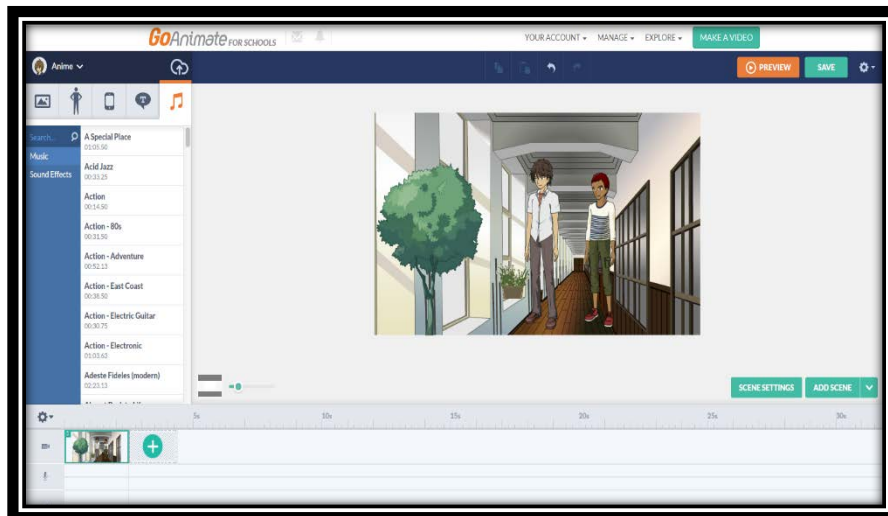 GoAnimate FOR SCHOOLS
YOUR ACCOUNT MANAGE EXPLORE MAKE A VIDEO
Anime
PREVIEW SAVE
Search...
Music
Sound Effects
A Special Place
01:05.50
Acid Jazz
00:33.25
Action
00:14.50
Action - 80s
00:31.50
Action - Adventure
00:52.13
Action - East Coast
00:38.50
Action - Electric Guitar
00:30.75
Action - Electronic
01:03.63
Adeste Fideles (modern)
02:23.13
SCENE SETTINGS ADD SCENE
5s 10s 15s 20s 25s 30s